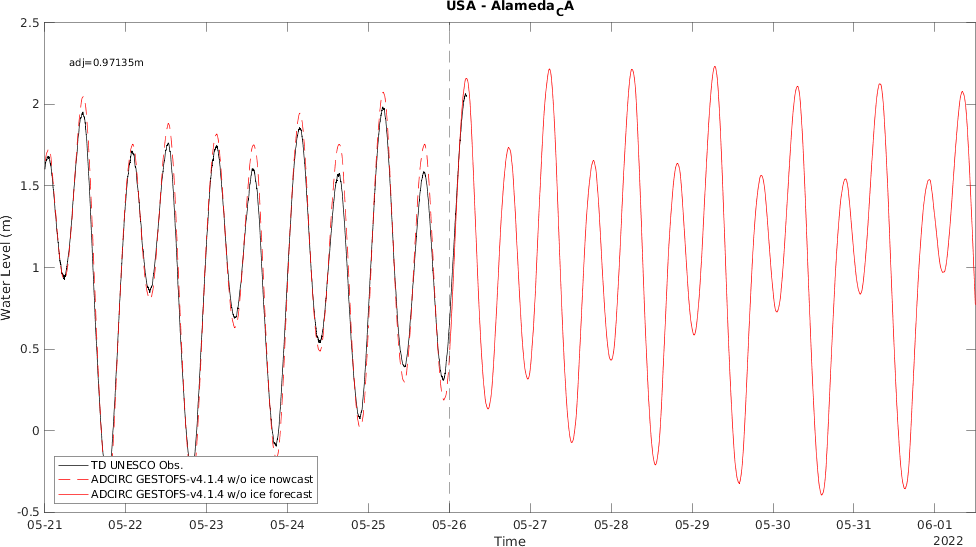 USA - Alameda_CA
2.5
adj=0.97135m
2
1.5
1
0.5
0
-0.5
Water Level (m)
TD UNESCO Obs.
ADCIRC GESTOFS-v4.1.4 w/o ice nowcast
ADCIRC GESTOFS-v4.1.4 w/o ice forecast
05-21 05-22 05-23 05-24 05-25 05-26 05-27 05-28 05-29 05-30 05-31 06-01
Time
2022